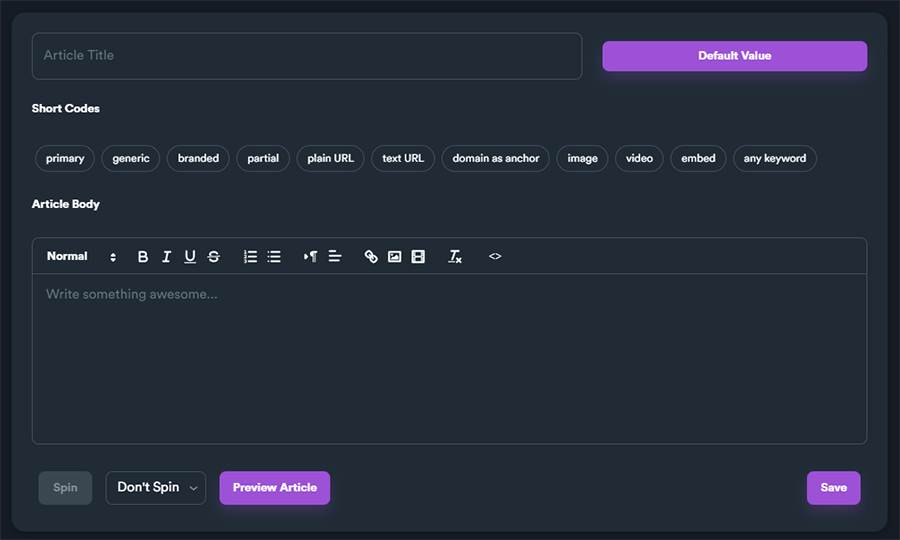 Article Title
Default Value
Short Codes
primary generic branded partial plain URL text URL domain as anchor image video embed any keyword
Article Body
Normal B I U S <>
Write something awesome...
Spin Don't Spin Preview Article Save